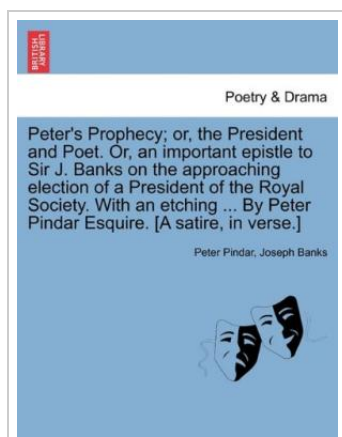 BRITISH
LIBRARY
Poetry & Drama
Peter's Prophecy; or, the President
and Poet. Or, an important epistle to
Sir J. Banks on the approaching
election of a President of the Royal
Society. With an etching ... By Peter
Pindar Esquire. [A satire, in verse.]
Peter Pindar, Joseph Banks